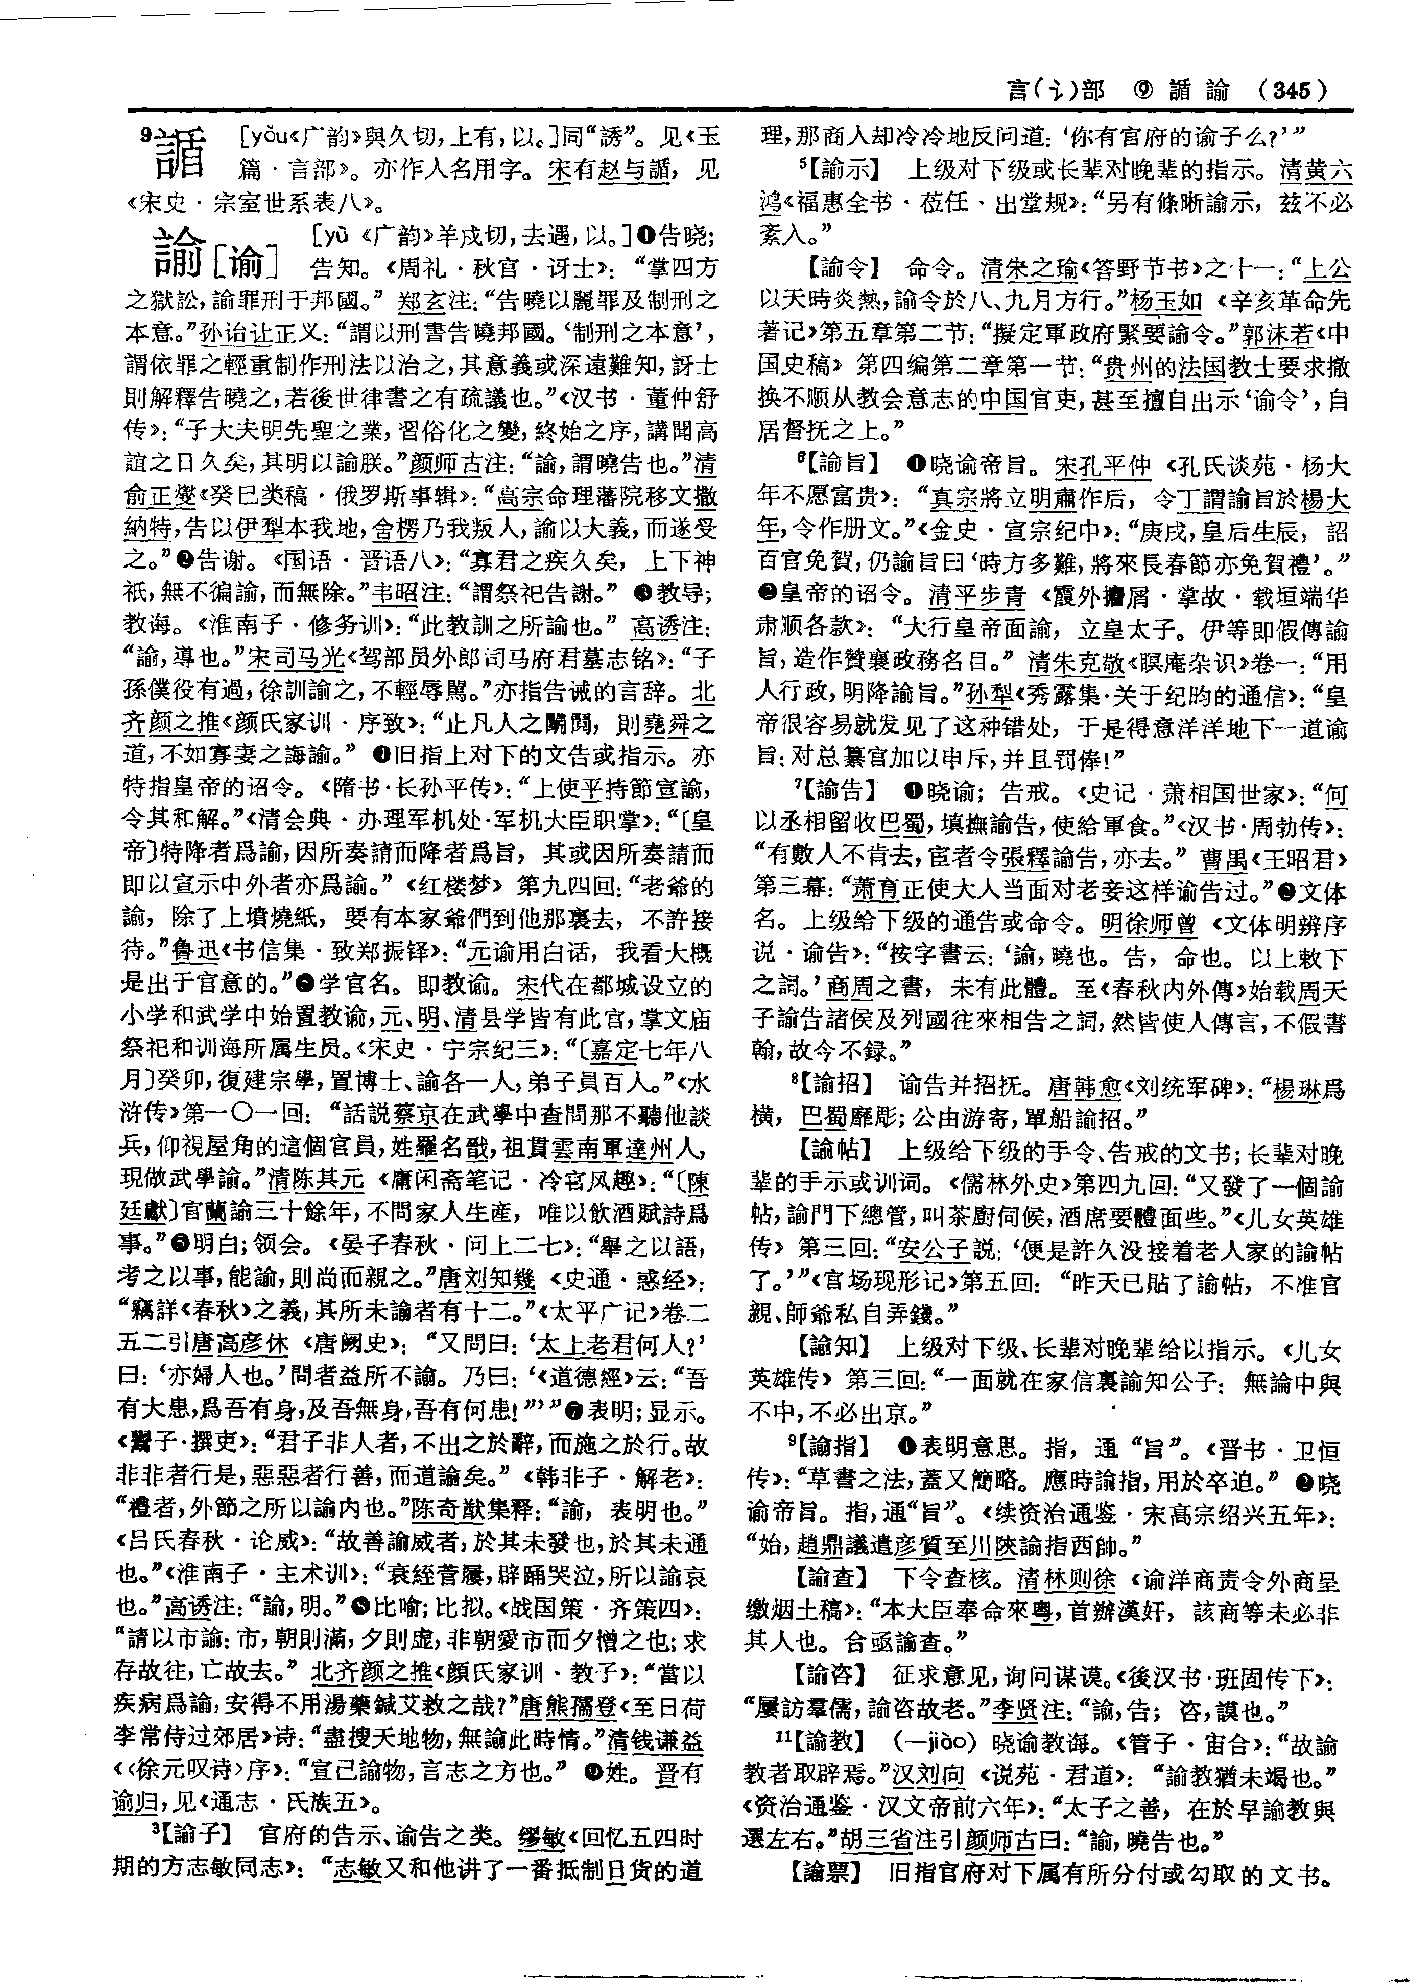 言(讠)部 ⑨ 䛻 諭 (345)
9䛻 [yǒu《广韵》與久切,上有,以。]同“誘”。见《玉
篇·言部》。亦作人名用字。宋有赵与䛻,见
《宋史·宗室世系表八》。
諭[谕] [yù《广韵》羊戍切,去遇,以。]❶告晓;
告知。《周礼·秋官·讶士》:“掌四方
之獄訟,諭罪刑于邦國。”郑玄注:“告曉以麗罪及制刑之
本意。”孙诒让正义:“謂以刑書告曉邦國。‘制刑之本意’,
謂依罪之輕重制作刑法以治之,其意義或深遠難知,訝士
則解釋告曉之,若後世律書之有疏議也。”《汉书·董仲舒
传》:“子大夫明先聖之業,習俗化之變,終始之序,講聞高
誼之日久矣,其明以諭朕。”颜师古注:“諭,謂曉告也。”清
俞正燮《癸巳类稿·俄罗斯事辑》:“高宗命理藩院移文撒
納特,告以伊犁本我地,舍楞乃我叛人,諭以大義,而遂受
之。”❷告谢。《国语·晋语八》:“寡君之疾久矣,上下神
祇,無不徧諭,而無除。”韦昭注:“謂祭祀告謝。”❸教导;
教诲。《淮南子·修务训》:“此教訓之所諭也。”高诱注:
“諭,導也。”宋司马光《驾部员外郎司马府君墓志铭》:“子
孫僕役有過,徐訓諭之,不輕辱駡。”亦指告诫的言辞。北
齐颜之推《颜氏家训·序致》:“止凡人之鬭鬩,則堯舜之
道,不如寡妻之誨諭。”❹旧指上对下的文告或指示。亦
特指皇帝的诏令。《隋书·长孙平传》:“上使平持節宣諭,
令其和解。”《清会典·办理军机处·军机大臣职掌》:“〔皇
帝〕特降者爲諭,因所奏請而降者爲旨,其或因所奏請而
即以宣示中外者亦爲諭。”《红楼梦》第九四回:“老爺的
諭,除了上墳燒紙,要有本家爺們到他那裏去,不許接
待。”鲁迅《书信集·致郑振铎》:“元谕用白话,我看大概
是出于官意的。”❺学官名。即教谕。宋代在都城设立的
小学和武学中始置教谕,元、明、清县学皆有此官,掌文庙
祭祀和训诲所属生员。《宋史·宁宗纪三》:“〔嘉定七年八
月〕癸卯,復建宗學,置博士、諭各一人,弟子員百人。”《水
浒传》第一〇一回:“話說蔡京在武學中查問那不聽他談
兵,仰視屋角的這個官員,姓羅名戩,祖貫雲南軍達州人,
現做武學諭。”清陈其元《庸闲斋笔记·冷官风趣》:“〔陳
廷獻〕官蘭諭三十餘年,不問家人生産,唯以飲酒賦詩爲
事。”❻明白;领会。《晏子春秋·问上二七》:“舉之以語,
考之以事,能諭,則尚而親之。”唐刘知幾《史通·惑经》:
“竊詳《春秋》之義,其所未諭者有十二。”《太平广记》卷二
五二引唐高彦休《唐阙史》:“又問曰:‘太上老君何人?’
曰:‘亦婦人也。’問者益所不諭。乃曰:‘《道德經》云:“吾
有大患,爲吾有身,及吾無身,吾有何患!”’”❼表明;显示。
《鬻子·撰吏》:“君子非人者,不出之於辭,而施之於行。故
非非者行是,惡惡者行善,而道諭矣。”《韩非子·解老》:
“禮者,外節之所以諭内也。”陈奇猷集释:“諭,表明也。”
《吕氏春秋·论威》:“故善諭威者,於其未發也,於其未通
也。”《淮南子·主术训》:“衰絰菅屨,辟踊哭泣,所以諭哀
也。”高诱注:“諭,明。”❽比喻;比拟。《战国策·齐策四》:
“請以市諭:市,朝則滿,夕則虚,非朝愛市而夕憎之也;求
存故往,亡故去。”北齐颜之推《顔氏家训·教子》:“當以
疾病爲諭,安得不用湯藥鍼艾救之哉?”唐熊孺登《至日荷
李常侍过郊居》诗:“盡搜天地物,無諭此時情。”清钱谦益
《〈徐元叹诗〉序》:“宣己諭物,言志之方也。”❾姓。晋有
谕归,见《通志·氏族五》。
3【諭子】 官府的告示、谕告之类。缪敏《回忆五四时
期的方志敏同志》:“志敏又和他讲了一番抵制日货的道
理,那商人却冷冷地反问道:‘你有官府的谕子么?’”
5【諭示】 上级对下级或长辈对晚辈的指示。清黄六
鸿《福惠全书·莅任·出堂规》:“另有條晰諭示,兹不必
紊入。”
【諭令】 命令。清朱之瑜《答野节书》之十一:“上公
以天時炎熱,諭令於八、九月方行。”杨玉如《辛亥革命先
著记》第五章第二节:“擬定軍政府緊要諭令。”郭沫若《中
国史稿》第四编第二章第一节:“贵州的法国教士要求撤
换不顺从教会意志的中国官吏,甚至擅自出示‘谕令’,自
居督抚之上。”
6【諭旨】 ❶晓谕帝旨。宋孔平仲《孔氏谈苑·杨大
年不愿富贵》:“真宗將立明肅作后,令丁謂諭旨於楊大
年,令作册文。”《金史·宣宗纪中》:“庚戌,皇后生辰,詔
百官免賀,仍諭旨曰‘時方多難,將來長春節亦免賀禮’。”
❷皇帝的诏令。清平步青《霞外攟屑·掌故·载垣端华
肃顺各款》:“大行皇帝面諭,立皇太子。伊等即假傳諭
旨,造作贊襄政務名目。”清朱克敬《瞑庵杂识》卷一:“用
人行政,明降諭旨。”孙犁《秀露集·关于纪昀的通信》:“皇
帝很容易就发见了这种错处,于是得意洋洋地下一道谕
旨:对总纂官加以申斥,并且罚俸!”
7【諭告】 ❶晓谕;告戒。《史记·萧相国世家》:“何
以丞相留收巴蜀,填撫諭告,使給軍食。”《汉书·周勃传》:
“有數人不肯去,宦者令張釋諭告,亦去。”曹禺《王昭君》
第三幕:“萧育正使大人当面对老妾这样谕告过。”❷文体
名。上级给下级的通告或命令。明徐师曾《文体明辨序
说·谕告》:“按字書云:‘諭,曉也。告,命也。以上敕下
之詞。’商周之書,未有此體。至《春秋内外傳》始载周天
子諭告諸侯及列國往來相告之詞,然皆使人傳言,不假書
翰,故今不録。”
8【諭招】 谕告并招抚。唐韩愈《刘统军碑》:“楊琳爲
横,巴蜀靡彫;公由游寄,單船諭招。”
【諭帖】 上级给下级的手令、告戒的文书;长辈对晚
辈的手示或训词。《儒林外史》第四九回:“又發了一個諭
帖,諭門下總管,叫茶廚伺候,酒席要體面些。”《儿女英雄
传》第三回:“安公子説:‘便是許久没接着老人家的諭帖
了。’”《官场现形记》第五回:“昨天已貼了諭帖,不准官
親、師爺私自弄錢。”
【諭知】 上级对下级、长辈对晚辈给以指示。《儿女
英雄传》第三回:“一面就在家信裏諭知公子:無論中與
不中,不必出京。”
9【諭指】 ❶表明意思。指,通“旨”。《晋书·卫恒
传》:“草書之法,蓋又簡略。應時諭指,用於卒迫。”❷晓
谕帝旨。指,通“旨”。《续资治通鉴·宋高宗绍兴五年》:
“始,趙鼎議遣彦質至川陝諭指西帥。”
【諭查】 下令查核。清林则徐《谕洋商责令外商呈
缴烟土稿》:“本大臣奉命來粤,首辦漢奸,該商等未必非
其人也。合亟諭查。”
【諭咨】 征求意见,询问谋谟。《後汉书·班固传下》:
“屢訪羣儒,諭咨故老。”李贤注:“諭,告;咨,謨也。”
11【諭教】 (—jiào) 晓谕教诲。《管子·宙合》:“故諭
教者取辟焉。”汉刘向《说苑·君道》:“諭教猶未竭也。”
《资治通鉴·汉文帝前六年》:“太子之善,在於早諭教與
選左右。”胡三省注引颜师古曰:“諭,曉告也。”
【諭票】 旧指官府对下属有所分付或勾取的文书。